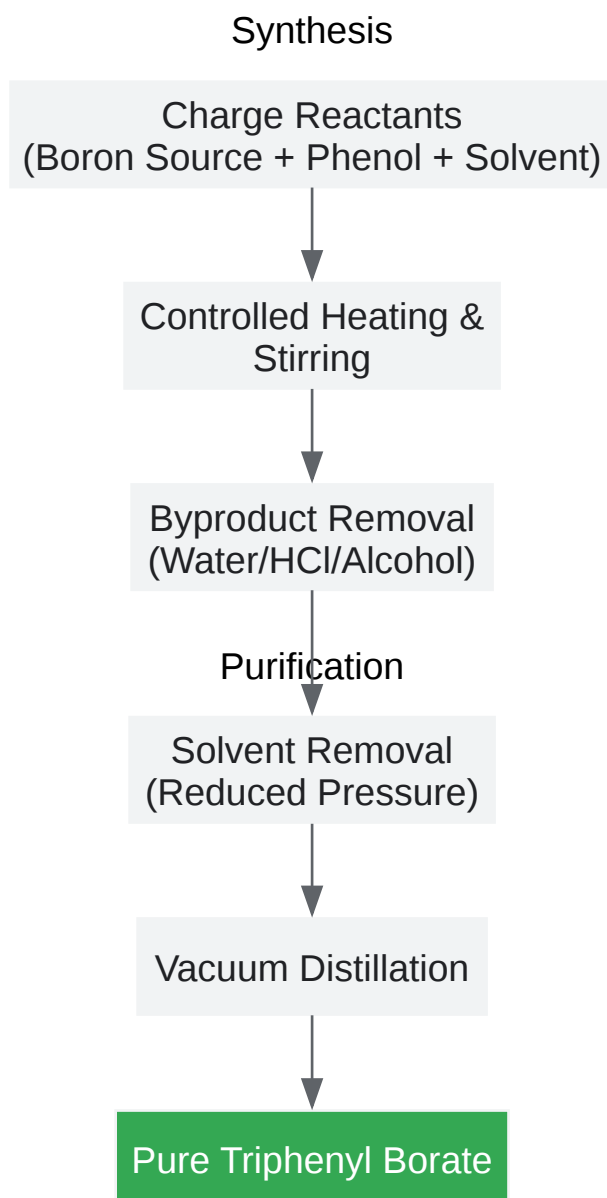 Synthesis
Charge Reactants
(Boron Source + Phenol + Solvent)
Controlled Heating &
Stirring
Byproduct Removal
(Water/HCl/Alcohol)
Purification
Solvent Removal
(Reduced Pressure)
Vacuum Distillation
Pure Triphenyl Borate